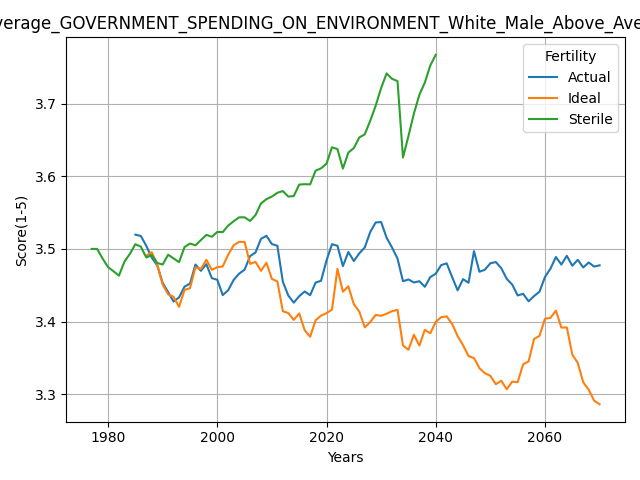 verage_GOVERNMENT_SPENDING_ON_ENVIRONMENT_White_Male_Above_Ave
Fertility
Actual
Ideal
Sterile
3.7
3.6
3.5
3.4
3.3
Score(1-5)
1980 2000 2020 2040 2060
Years